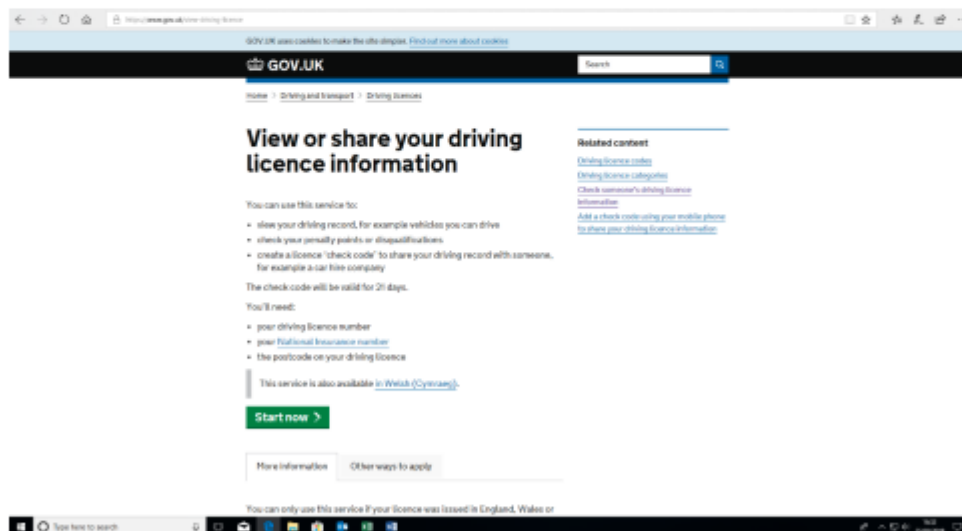 https://www.gov.uk/view-driving-licence
GOV.UK uses cookies to make the site simpler. Find out more about cookies
GOV.UK
Search
Home > Driving and transport > Driving licences
View or share your driving
licence information
You can use this service to:
• view your driving record, for example vehicles you can drive
• check your penalty points or disqualifications
• create a licence 'check code' to share your driving record with someone,
for example a car hire company
The check code will be valid for 21 days.
You'll need:
• your driving licence number
• your National Insurance number
• the postcode on your driving licence
This service is also available in Welsh (Cymraeg).
Start now >
More information
Other ways to apply
You can only use this service if your licence was issued in England, Wales or
Related content
Driving licence codes
Driving licence categories
Check someone's driving licence
information
Add a check code using your mobile phone
to share your driving licence information
Type here to search